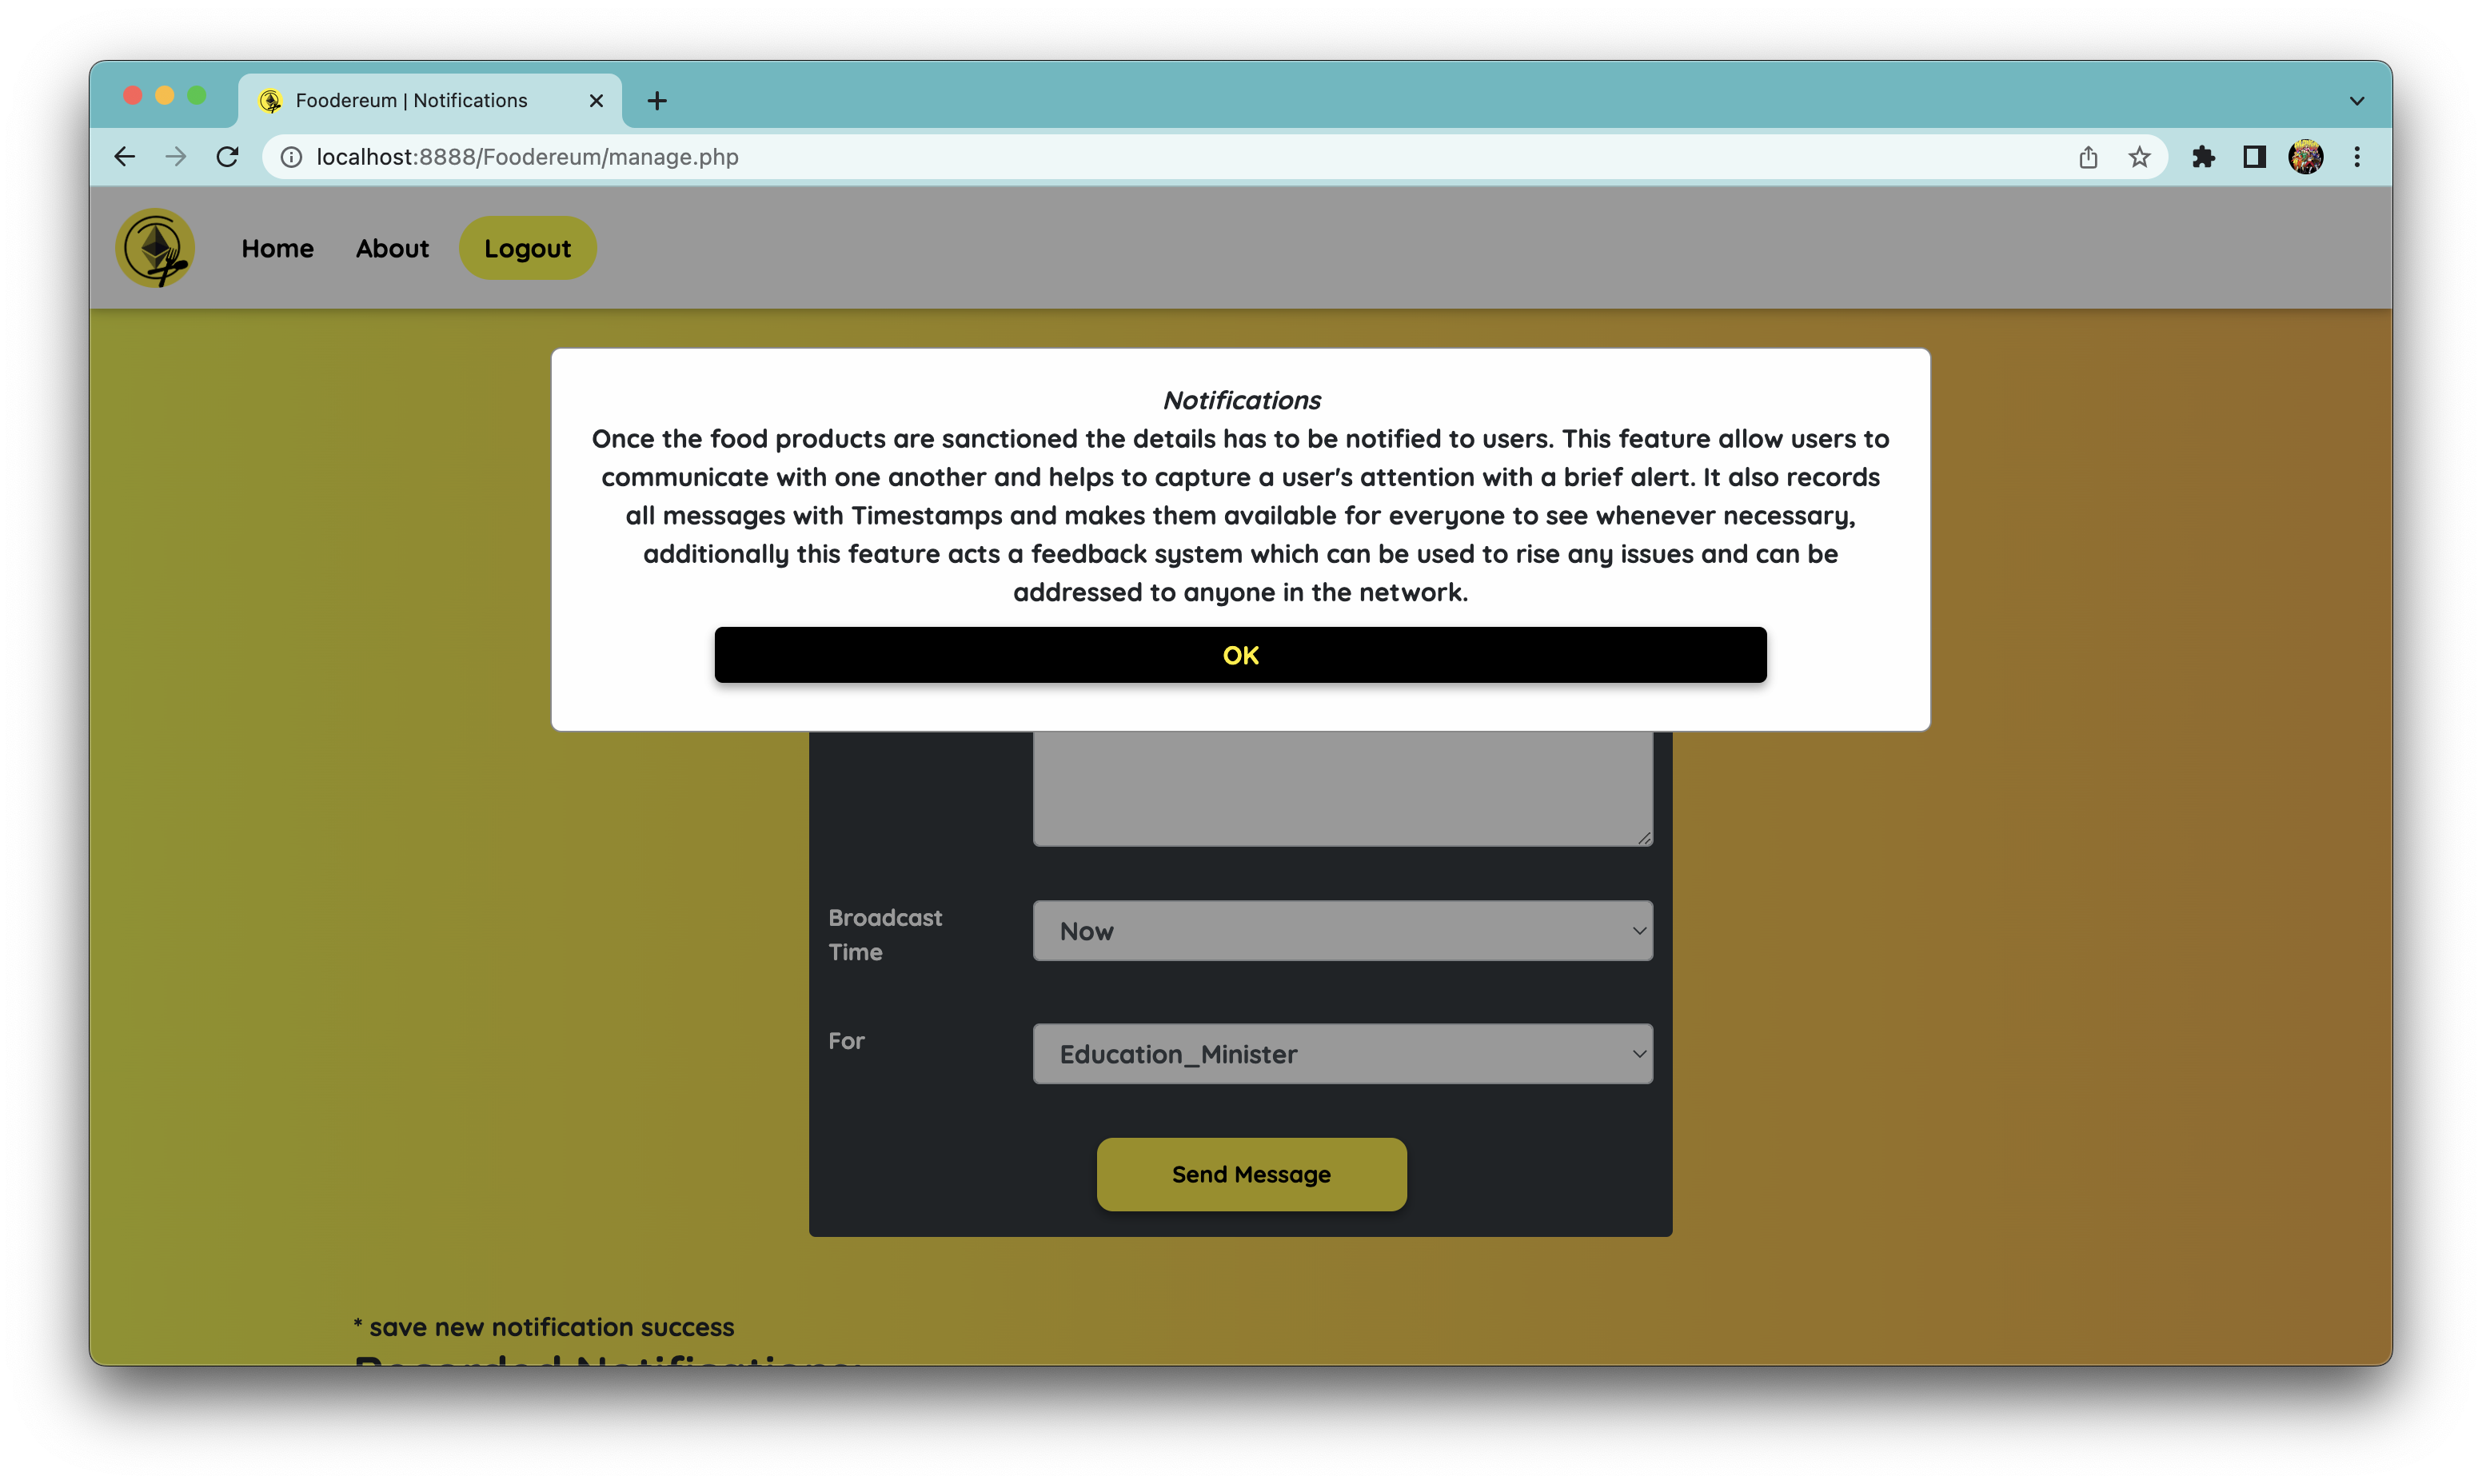 Foodereum | Notifications
localhost:8888/Foodereum/manage.php
Home About Logout
Notifications
Once the food products are sanctioned the details has to be notified to users. This feature allow users to
communicate with one another and helps to capture a user's attention with a brief alert. It also records
all messages with Timestamps and makes them available for everyone to see whenever necessary,
additionally this feature acts a feedback system which can be used to rise any issues and can be
addressed to anyone in the network.
OK
Broadcast
Time
Now
For
Education_Minister
Send Message
* save new notification success
Recorded Notifications: